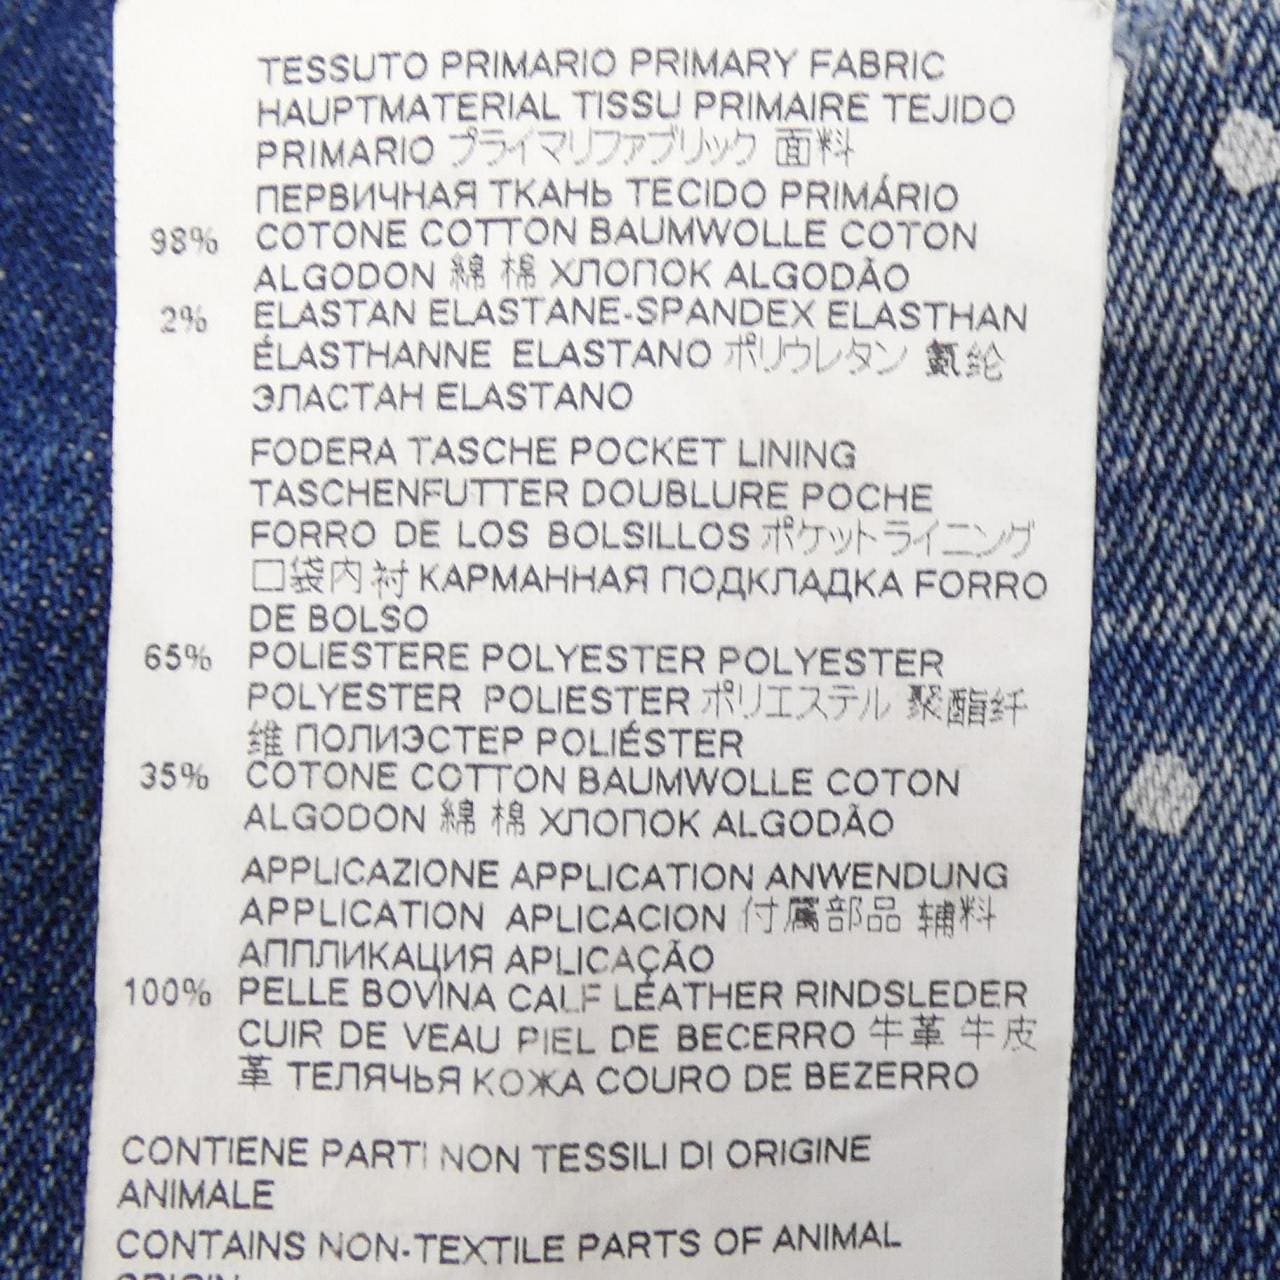 TESSUTO PRIMARIO PRIMARY FABRIC
HAUPTMATERIAL TISSU PRIMAIRE TEJIDO
PRIMARIO プライマリファブリック 面料
ПЕРВИЧНАЯ ТКАНЬ TECIDO PRIMÁRIO
98% COTONE COTTON BAUMWOLLE COTON
ALGODON 綿 棉 ХЛОПОК ALGODÃO
2% ELASTAN ELASTANE-SPANDEX ELASTHAN
ÉLASTHANNE ELASTANO ポリウレタン 氨纶
ЭЛАСТАН ELASTANO
FODERA TASCHE POCKET LINING
TASCHENFUTTER DOUBLURE POCHE
FORRO DE LOS BOLSILLOS ポケットライニング
口袋内衬 КАРМАННАЯ ПОДКЛАДКА FORRO
DE BOLSO
65% POLIESTERE POLYESTER POLYESTER
POLYESTER POLIESTER ポリエステル 聚酯纤
维 ПОЛИЭСТЕР POLIÉSTER
35% COTONE COTTON BAUMWOLLE COTON
ALGODON 綿 棉 ХЛОПОК ALGODÃO
APPLICAZIONE APPLICATION ANWENDUNG
APPLICATION APLICACION 付属部品 辅料
АППЛИКАЦИЯ APLICAÇÃO
100% PELLE BOVINA CALF LEATHER RINDSLEDER
CUIR DE VEAU PIEL DE BECERRO 牛革 牛皮
革 ТЕЛЯЧЬЯ КОЖА COURO DE BEZERRO
CONTIENE PARTI NON TESSILI DI ORIGINE
ANIMALE
CONTAINS NON-TEXTILE PARTS OF ANIMAL
ORIGIN